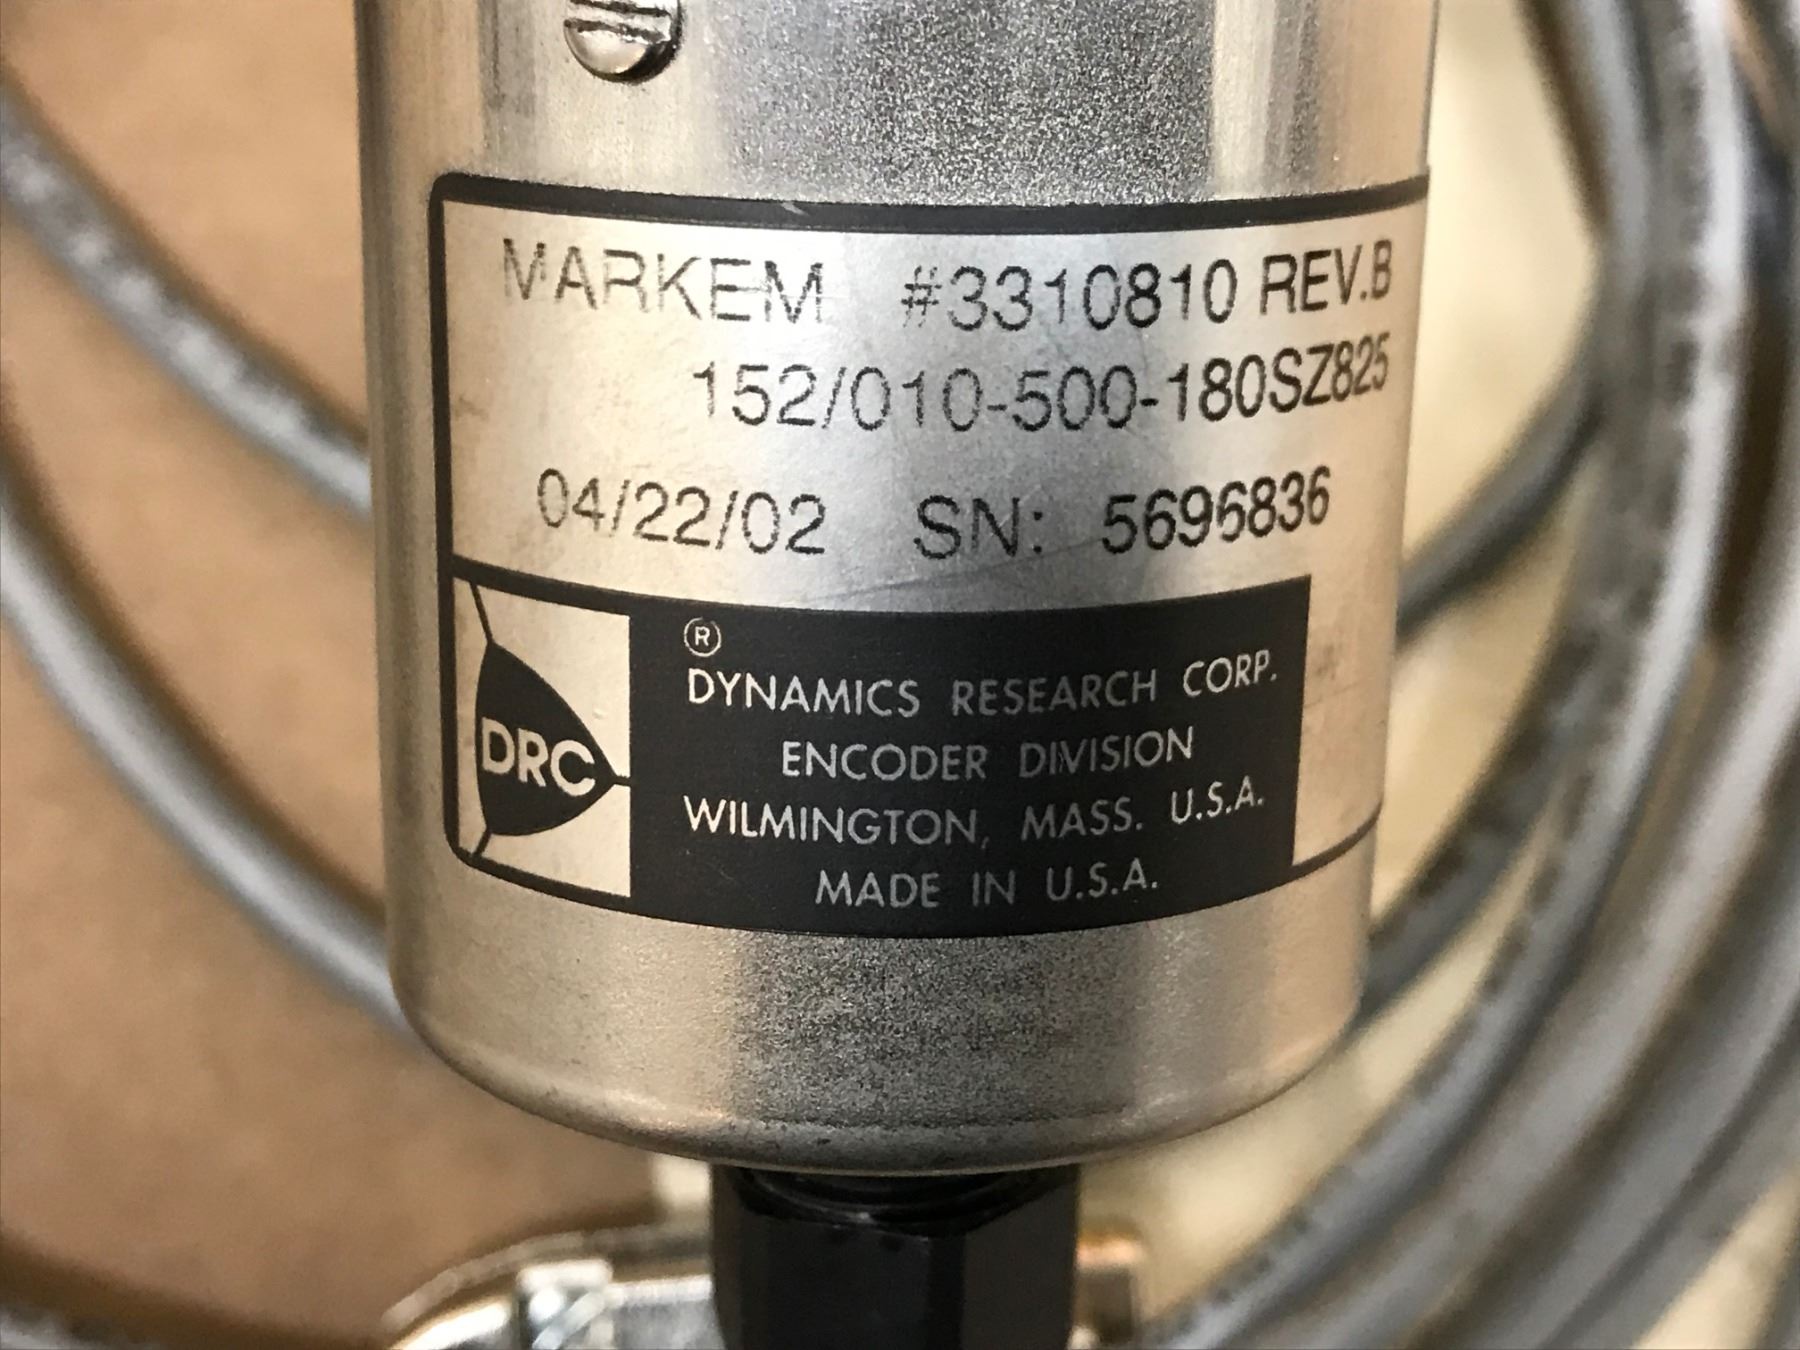 MARKEM #3310810 REV.B
152/010-500-180SZ825
04/22/02 SN: 5696836
®
DYNAMICS RESEARCH CORP.
ENCODER DIVISION
WILMINGTON, MASS. U.S.A.
MADE IN U.S.A.
DRC